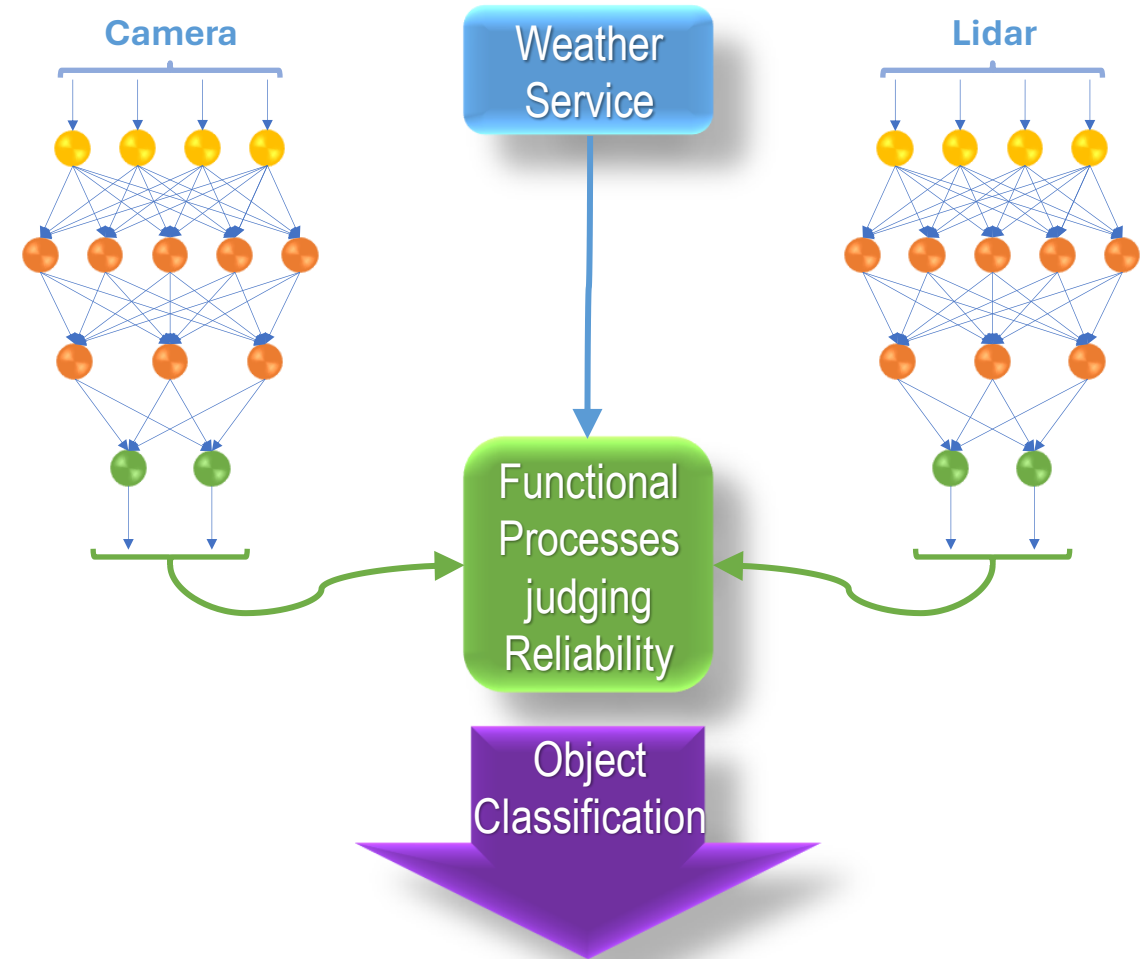 Camera
Weather
Service
Lidar
Functional
Processes
judging
Reliability
Object
Classification